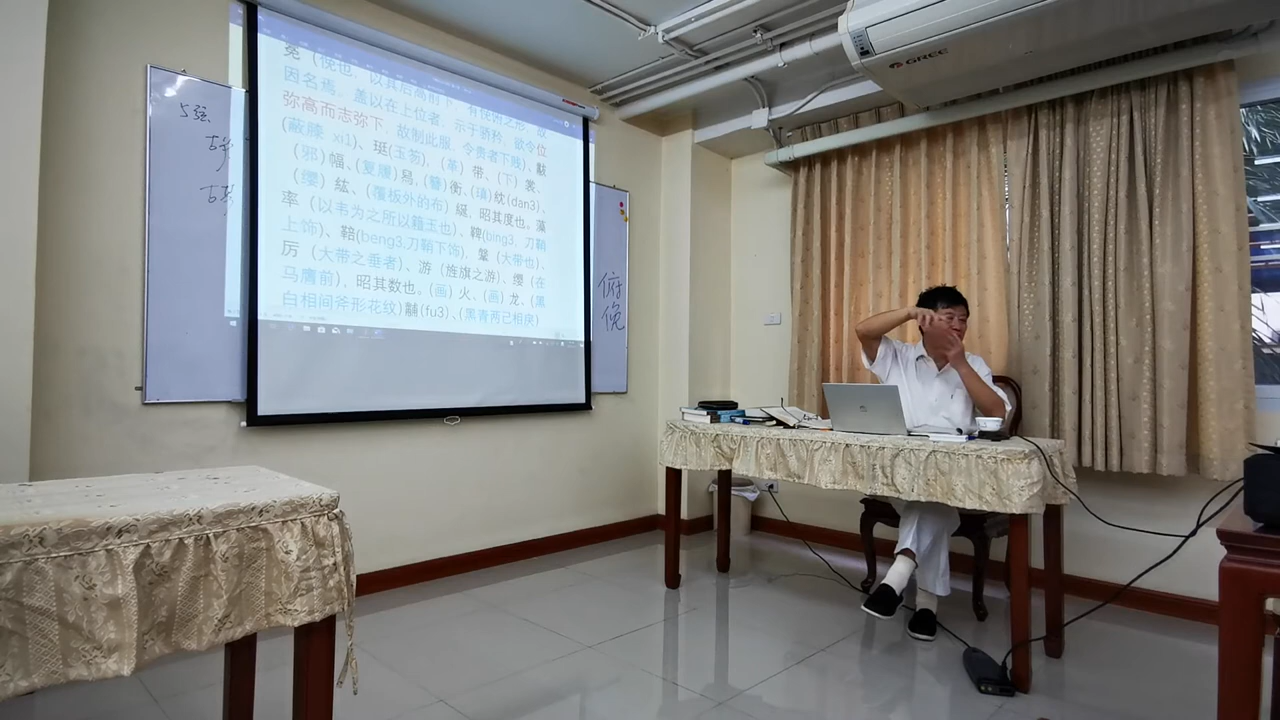 冕（俛也，以其后高前下，有俛俯之形，故
因名焉。盖以在上位者，示于骄矜，欲令位
弥高而志弥下，故制此服，令贵者下贱）、黻
(蔽膝，xi1)、珽(玉笏)，（革）带、（下）裳、
（邪）幅、(复履) 舄，(簪)衡、(瑱)紞(dan3)、
（缨）紘、（覆板外的布）綖，昭其度也。藻
率（以韦为之所以籍玉也）、鞞(bing3，刀鞘
上饰)、鞛(beng3,刀鞘下饰)，鞶（大带也）、
厉（大带之垂者）、游（旌旗之游）、缨（在
马膺前），昭其数也。(画）火、(画）龙、(黑
白相间斧形花纹) 黼(fu3)、(黑青两己相戾)
5弦
俯
俛
GREE